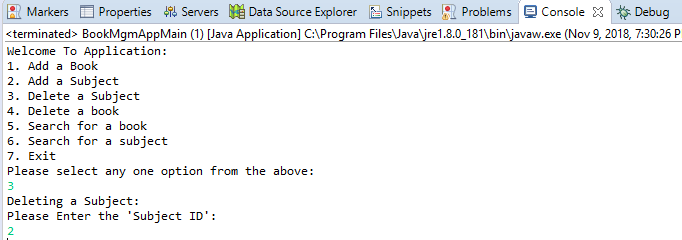 Markers Properties Servers Data Source Explorer Snippets Problems Console Debug
<terminated> BookMgmAppMain (1) [Java Application] C:\Program Files\Java\jre1.8.0_181\bin\javaw.exe (Nov 9, 2018, 7:30:26 P
Welcome To Application:
1. Add a Book
2. Add a Subject
3. Delete a Subject
4. Delete a book
5. Search for a book
6. Search for a subject
7. Exit
Please select any one option from the above:
3
Deleting a Subject:
Please Enter the 'Subject ID':
2